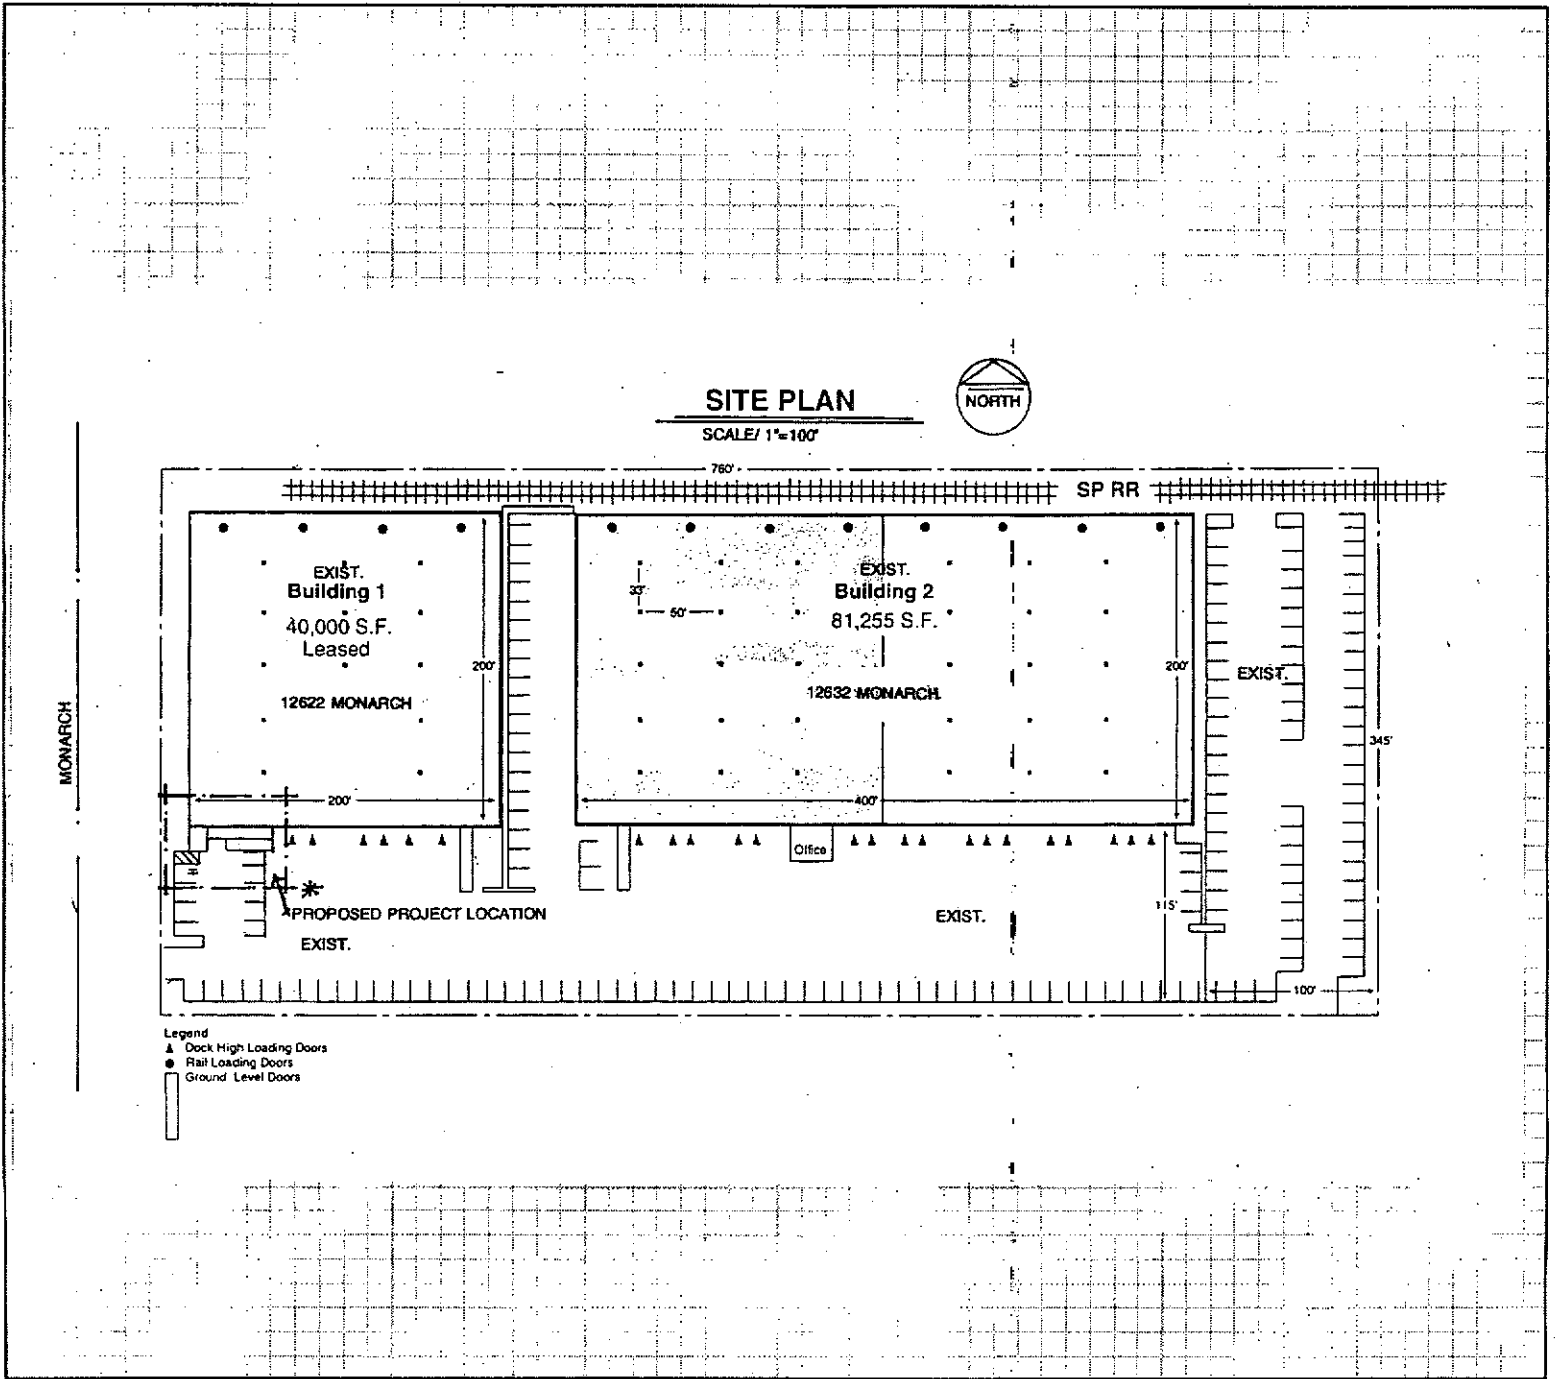 SITE PLAN
SCALE/ 1"=100'
NORTH
760'
SP RR
EXIST.
Building 1
40,000 S.F.
Leased
12622 MONARCH
200'
200'
33'
50'
EXIST.
Building 2
81,255 S.F.
12632 MONARCH
200'
400'
EXIST.
345'
MONARCH
Office
PROPOSED PROJECT LOCATION
EXIST.
EXIST.
115'
100'
Legend
Dock High Loading Doors
Rail Loading Doors
Ground Level Doors